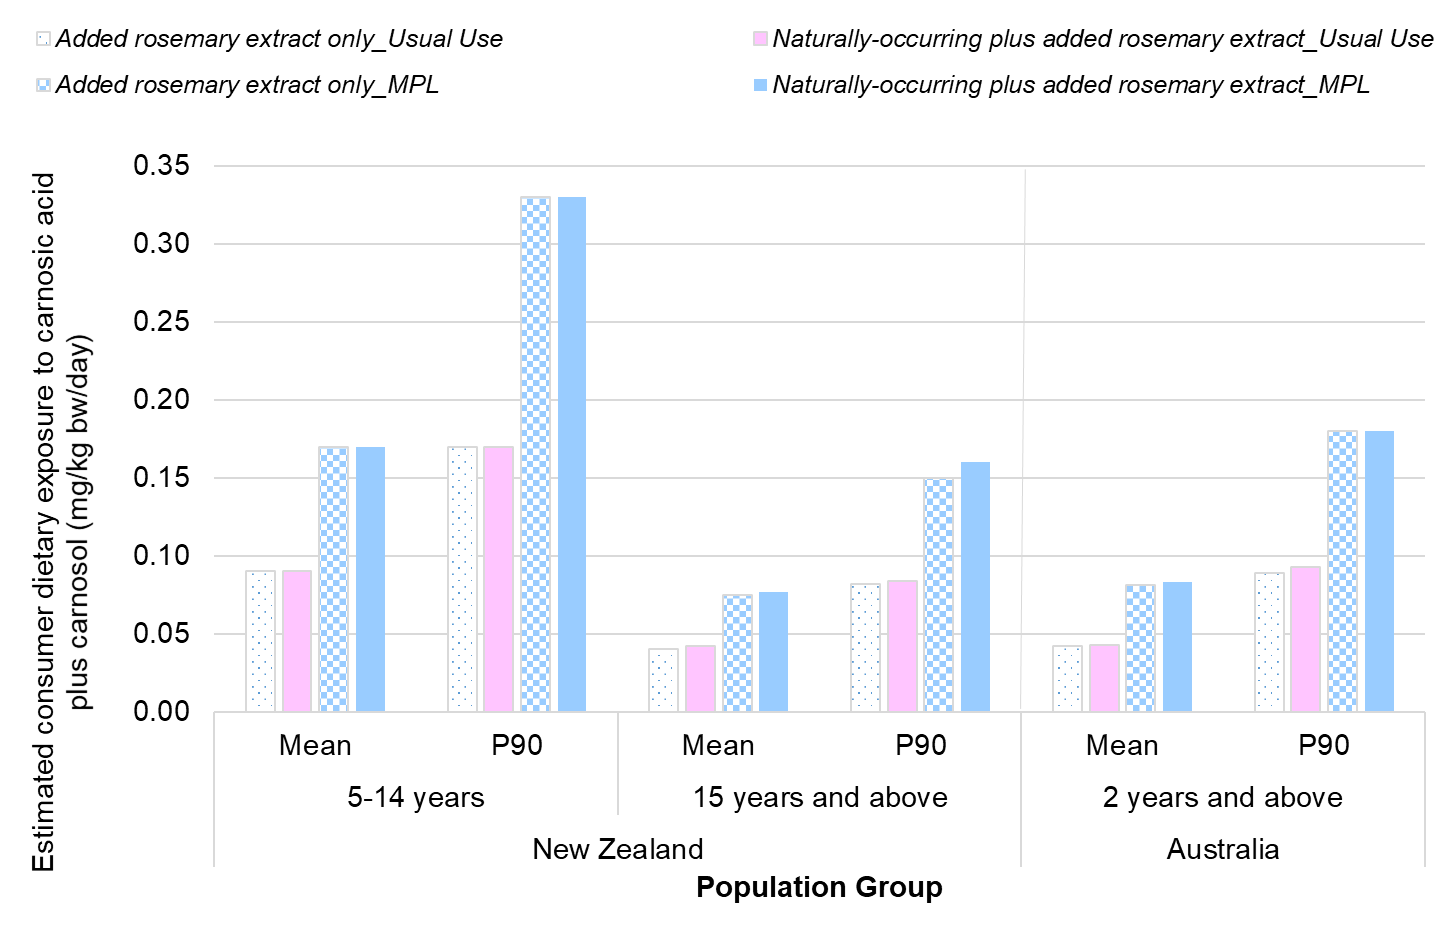 Added rosemary extract only_Usual Use
Naturally-occurring plus added rosemary extract_Usual Use
Added rosemary extract only_MPL
Naturally-occurring plus added rosemary extract_MPL
Estimated consumer dietary exposure to carnosic acid
plus carnosol (mg/kg bw/day)
0.35
0.30
0.25
0.20
0.15
0.10
0.05
0.00
Mean
P90
Mean
P90
Mean
P90
5-14 years
15 years and above
2 years and above
New Zealand
Australia
Population Group